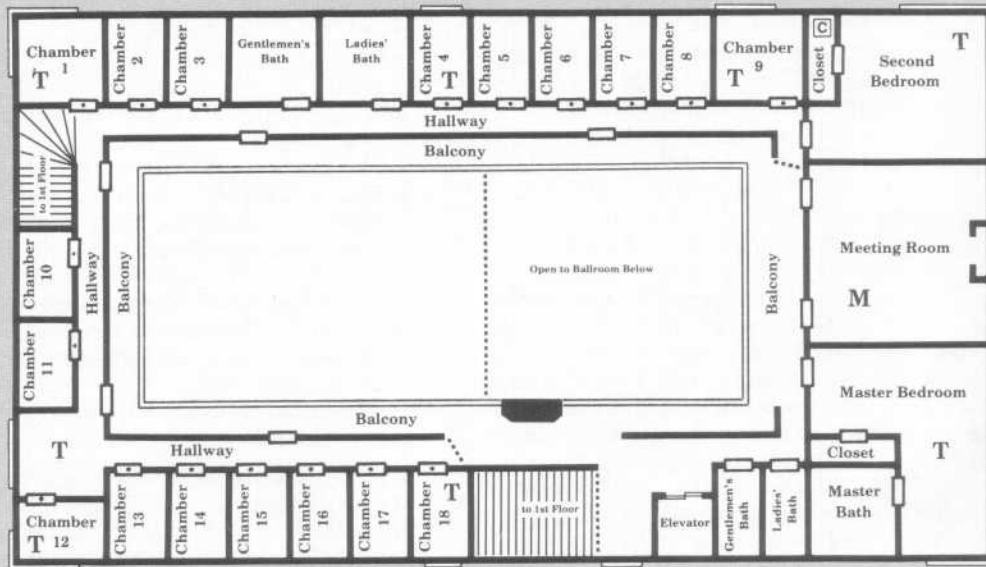 Chamber
1
T
Chamber
2
Chamber
3
Gentlemen's
Bath
Ladies'
Bath
Chamber
4
T
Chamber
5
Chamber
6
Chamber
7
Chamber
8
Chamber
9
T
Closet
C
Second
Bedroom
T
Hallway
Balcony
to 1st Floor
Chamber
10
Hallway
Balcony
Open to Ballroom Below
Balcony
Meeting Room
M
Chamber
11
Master Bedroom
T
Balcony
T
Hallway
Closet
Chamber
12
T
Chamber
13
Chamber
14
Chamber
15
Chamber
16
Chamber
17
Chamber
18
T
to 1st Floor
Elevator
Gentlemen's
Bath
Ladies'
Bath
Master
Bath